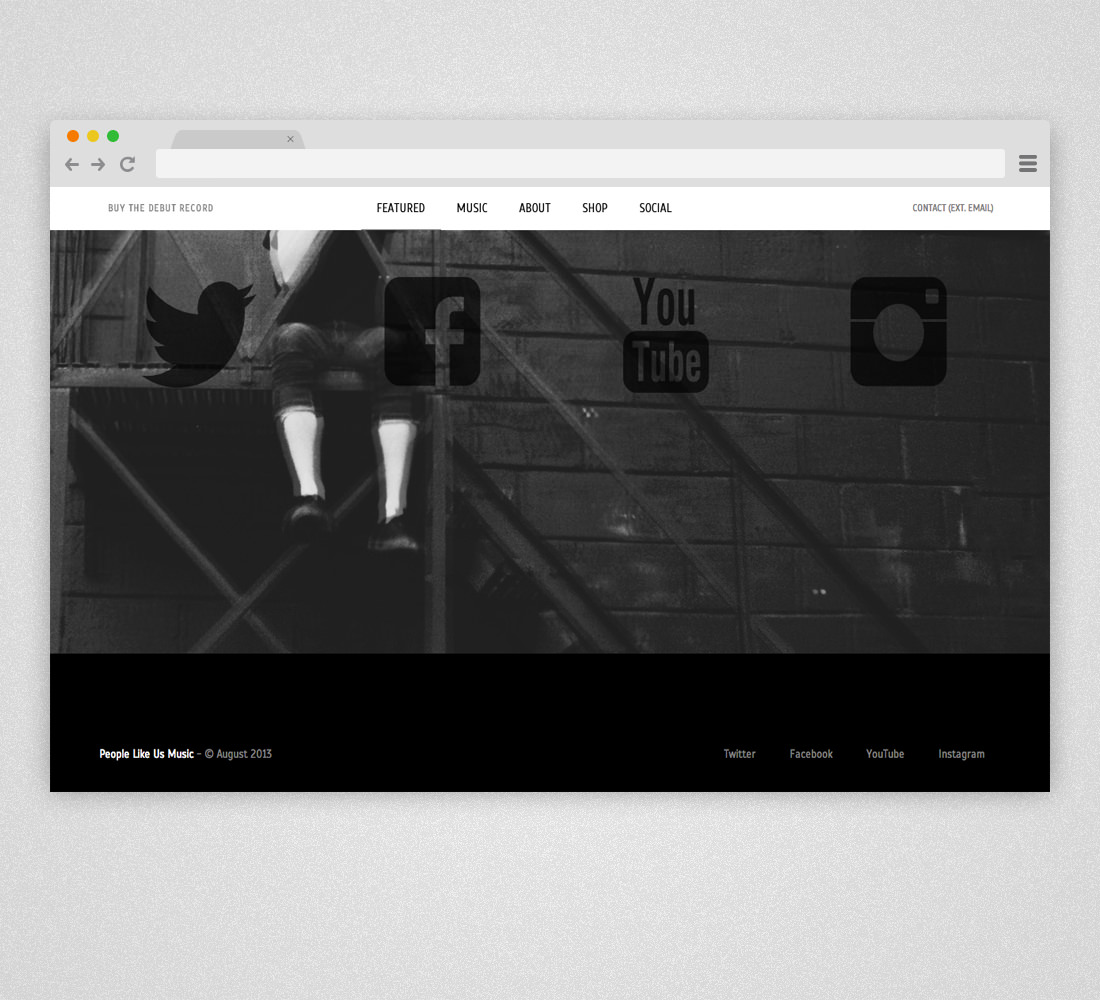 BUY THE DEBUT RECORD
FEATURED MUSIC ABOUT SHOP SOCIAL
CONTACT (EXT. EMAIL)
You
Tube
People Like Us Music – © August 2013
Twitter Facebook YouTube Instagram